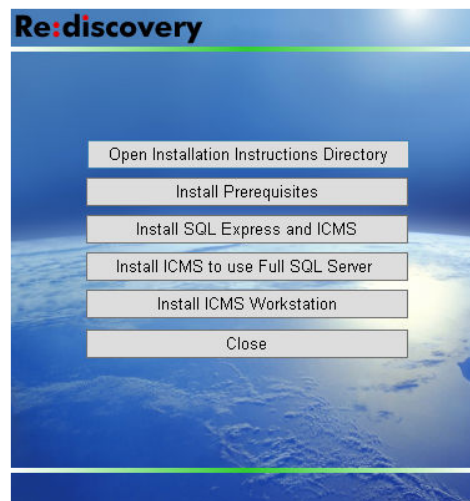 Re:discovery
Open Installation Instructions Directory
Install Prerequisites
Install SQL Express and ICMS
Install ICMS to use Full SQL Server
Install ICMS Workstation
Close